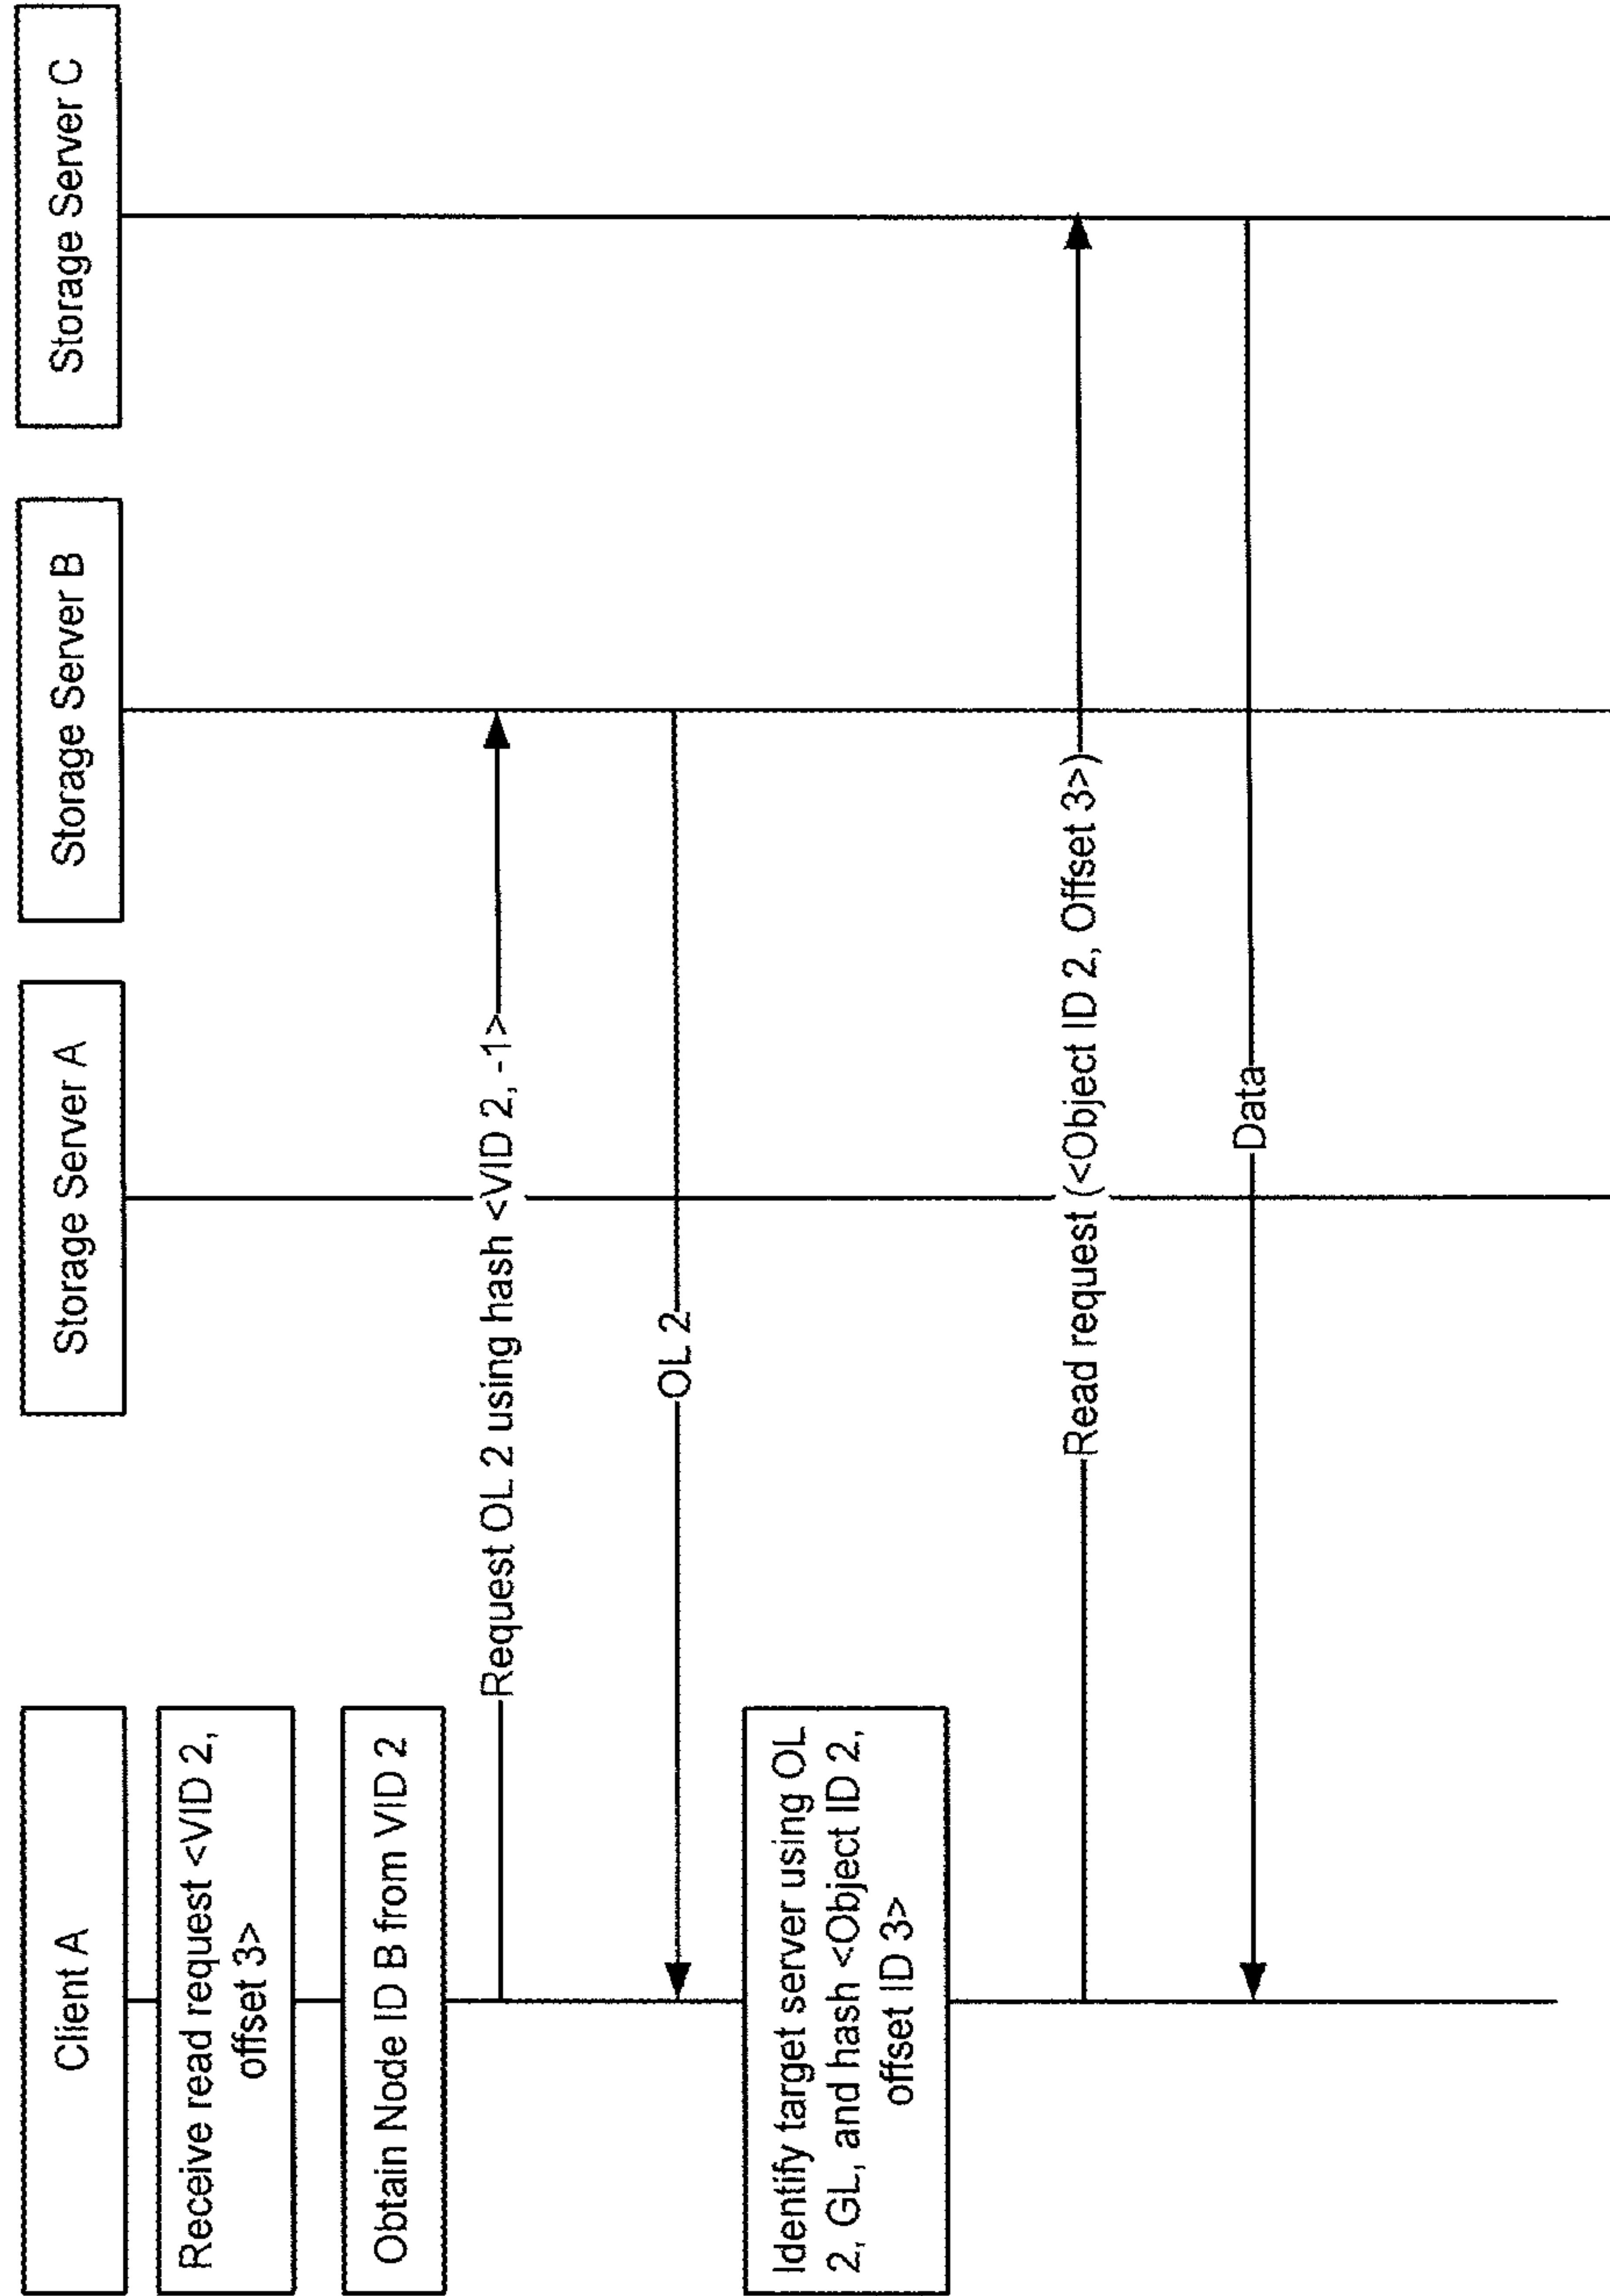 Client A
Storage Server A
Storage Server B
Storage Server C
Receive read request <VID 2,
offset 3>
Obtain Node ID B from VID 2
Request OL 2 using hash <VID 2, -1>
OL 2
Identify target server using OL
2, GL, and hash <Object ID 2,
offset ID 3>
Read request (<Object ID 2, Offset 3>)
Data